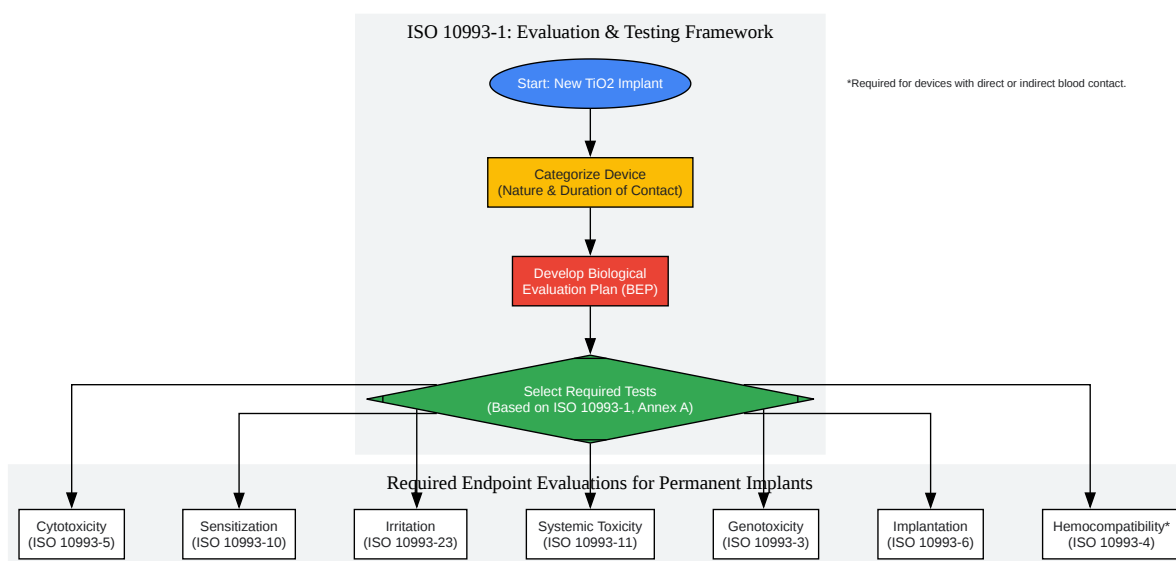 ISO 10993-1: Evaluation & Testing Framework
Start: New TiO2 Implant
*Required for devices with direct or indirect blood contact.
Categorize Device
(Nature & Duration of Contact)
Develop Biological
Evaluation Plan (BEP)
Select Required Tests
(Based on ISO 10993-1, Annex A)
Required Endpoint Evaluations for Permanent Implants
Cytotoxicity
(ISO 10993-5)
Sensitization
(ISO 10993-10)
Irritation
(ISO 10993-23)
Systemic Toxicity
(ISO 10993-11)
Genotoxicity
(ISO 10993-3)
Implantation
(ISO 10993-6)
Hemocompatibility*
(ISO 10993-4)